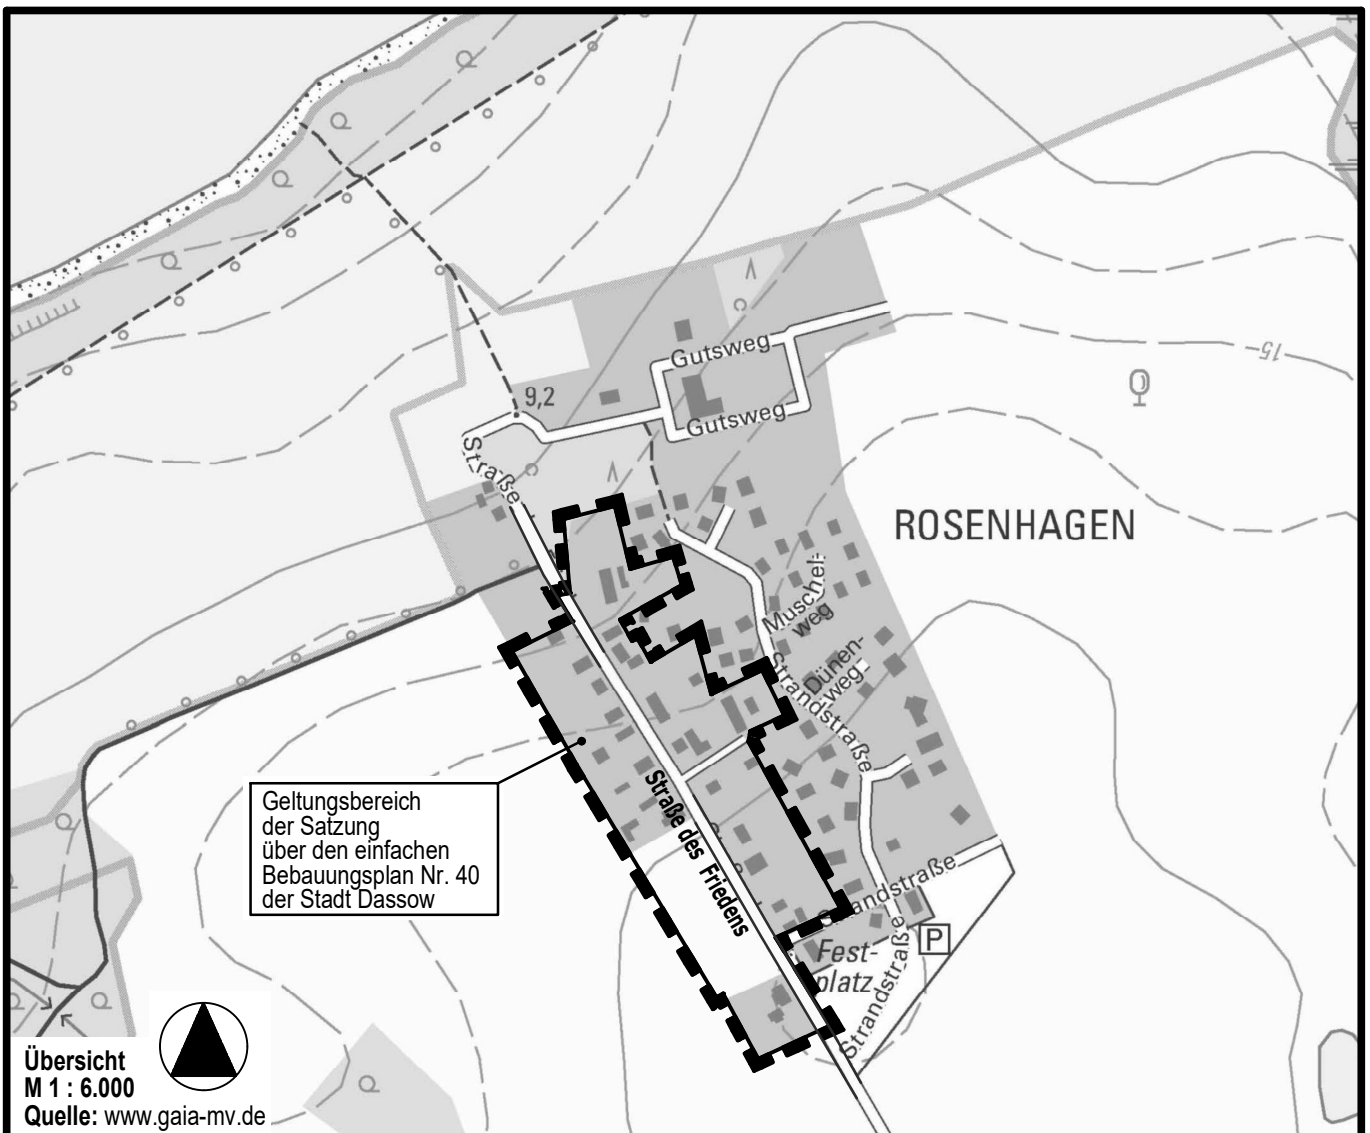 Gutsweg
9,2
Gutsweg
15
Straße
ROSENHAGEN
Muschel-
weg
Dünen-
weg
Strandstraße
Geltungsbereich
der Satzung
über den einfachen
Bebauungsplan Nr. 40
der Stadt Dassow
Straße des Friedens
Strandstraße
P
Fest-
platz
Strandstraße
Übersicht
M 1 : 6.000
Quelle: www.gaia-mv.de